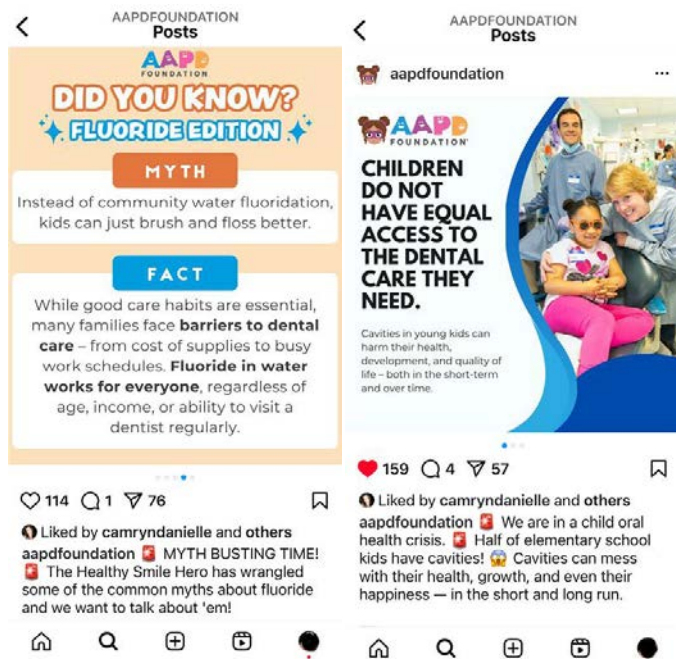 AAPDFOUNDATION
Posts
AAPD
FOUNDATION
DID YOU KNOW?
FLUORIDE EDITION
MYTH
Instead of community water fluoridation,
kids can just brush and floss better.
FACT
While good care habits are essential,
many families face barriers to dental
care – from cost of supplies to busy
work schedules. Fluoride in water
works for everyone, regardless of
age, income, or ability to visit a
dentist regularly.
114 1 76
Liked by camryndanielle and others
aapdfoundation 🚨 MYTH BUSTING TIME!
🚨 The Healthy Smile Hero has wrangled
some of the common myths about fluoride
and we want to talk about 'em!
AAPDFOUNDATION
Posts
aapdfoundation
AAPD
FOUNDATION
CHILDREN
DO NOT
HAVE EQUAL
ACCESS TO
THE DENTAL
CARE THEY
NEED.
Cavities in young kids can
harm their health,
development, and quality of
life – both in the short-term
and over time.
159 4 57
Liked by camryndanielle and others
aapdfoundation 🚨 We are in a child oral
health crisis. 🚨 Half of elementary school
kids have cavities! 😱 Cavities can mess
with their health, growth, and even their
happiness — in the short and long run.